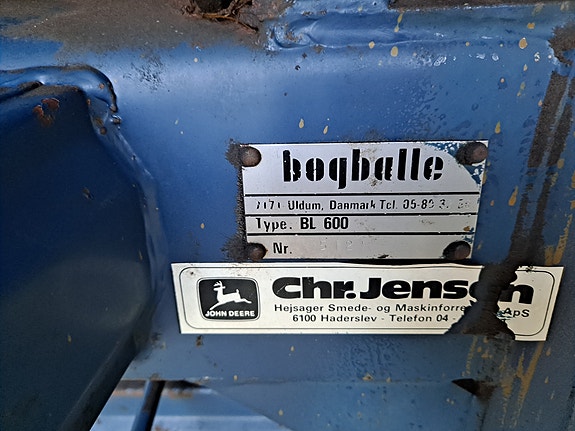 bogballe
7171 Uldum, Danmark Tel. 05-89 3
Type. BL 600
Nr.
Chr. Jensen
JOHN DEERE
Hejsager Smede- og Maskinforre ApS
6100 Haderslev - Telefon 04 -